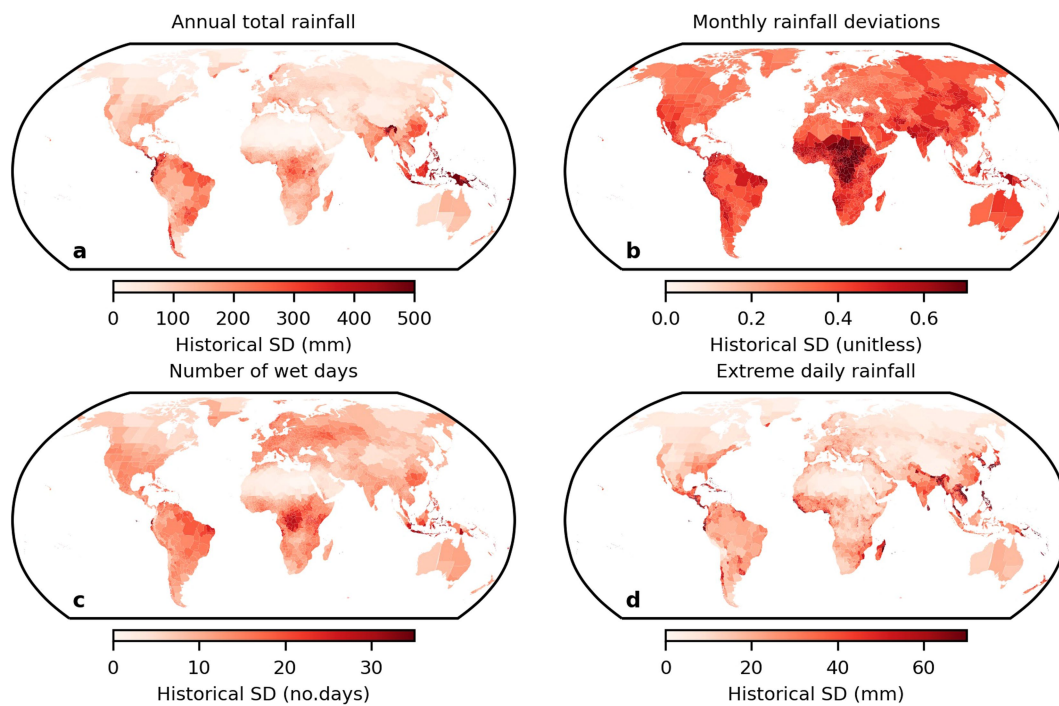 Annual total rainfall
a
0 100 200 300 400 500
Historical SD (mm)
Monthly rainfall deviations
b
0.0 0.2 0.4 0.6
Historical SD (unitless)
Number of wet days
c
0 10 20 30
Historical SD (no.days)
Extreme daily rainfall
d
0 20 40 60
Historical SD (mm)